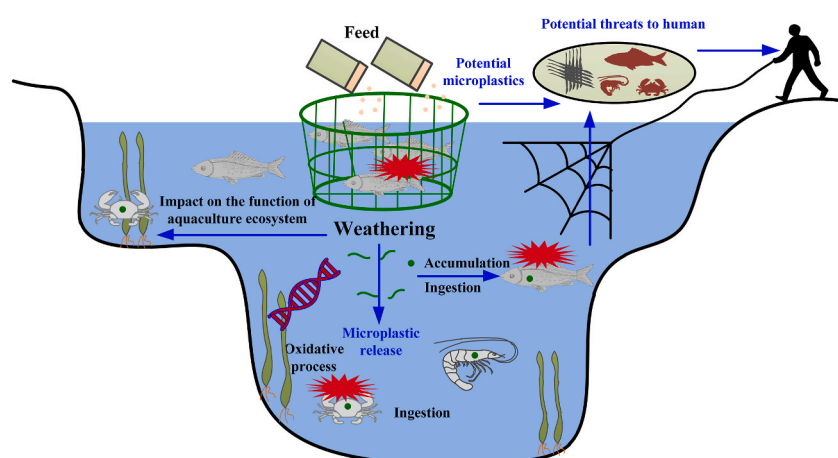 Potential threats to human
Feed
Potential
microplastics
Impact on the function of
aquaculture ecosystem
Weathering
Accumulation
Ingestion
Microplastic
release
Oxidative
process
Ingestion